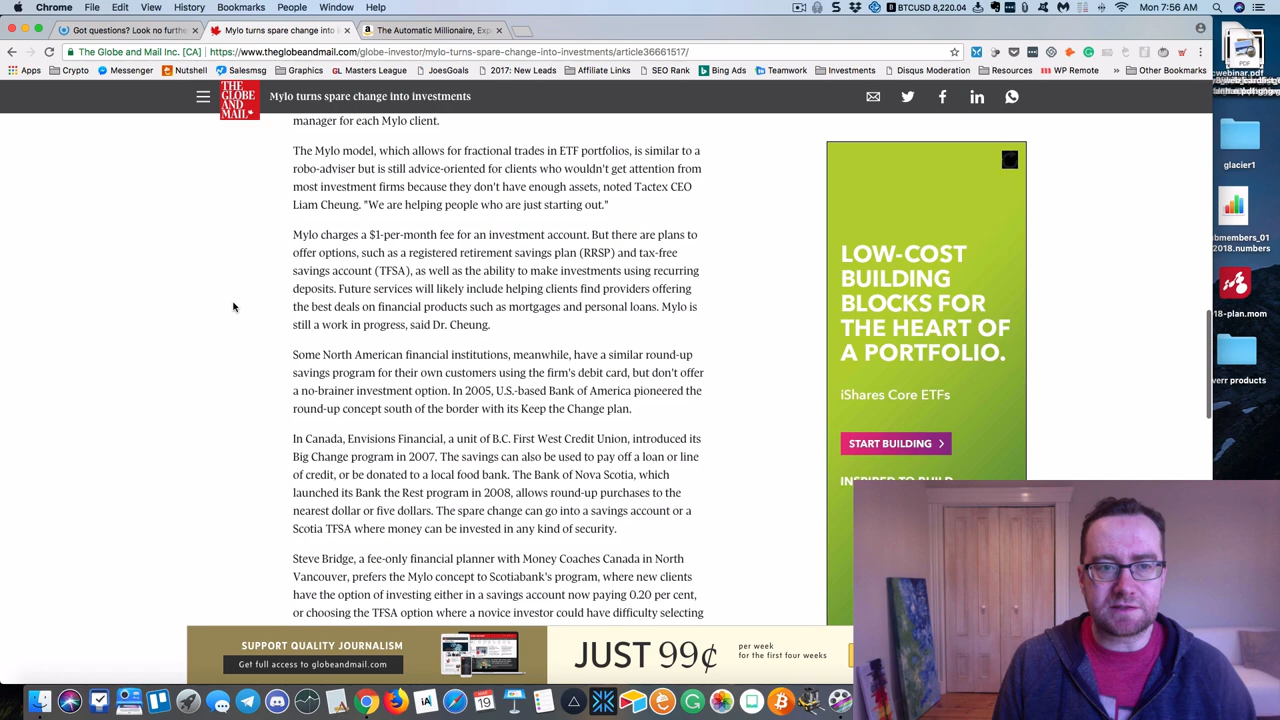 Chrome File Edit View History Bookmarks People Window Help BTCUSD 8,220.04 Mon 7:56 AM
Got questions? Look no furthe Mylo turns spare change into i The Automatic Millionaire, Exp
The Globe and Mail Inc. [CA] https://www.theglobeandmail.com/globe-investor/mylo-turns-spare-change-into-investments/article36661517/
Apps Crypto Messenger Nutshell Salesmsg Graphics GL Masters League JoesGoals 2017: New Leads Affiliate Links SEO Rank Bing Ads Teamwork Investments Disqus Moderation Resources WP Remote » Other Bookmarks
THE GLOBE AND MAIL Mylo turns spare change into investments
manager for each Mylo client.
The Mylo model, which allows for fractional trades in ETF portfolios, is similar to a
robo-adviser but is still advice-oriented for clients who wouldn't get attention from
most investment firms because they don't have enough assets, noted Tactex CEO
Liam Cheung. "We are helping people who are just starting out."
Mylo charges a $1-per-month fee for an investment account. But there are plans to
offer options, such as a registered retirement savings plan (RRSP) and tax-free
savings account (TFSA), as well as the ability to make investments using recurring
deposits. Future services will likely include helping clients find providers offering
the best deals on financial products such as mortgages and personal loans. Mylo is
still a work in progress, said Dr. Cheung.
Some North American financial institutions, meanwhile, have a similar round-up
savings program for their own customers using the firm's debit card, but don't offer
a no-brainer investment option. In 2005, U.S.-based Bank of America pioneered the
round-up concept south of the border with its Keep the Change plan.
In Canada, Envisions Financial, a unit of B.C. First West Credit Union, introduced its
Big Change program in 2007. The savings can also be used to pay off a loan or line
of credit, or be donated to a local food bank. The Bank of Nova Scotia, which
launched its Bank the Rest program in 2008, allows round-up purchases to the
nearest dollar or five dollars. The spare change can go into a savings account or a
Scotia TFSA where money can be invested in any kind of security.
Steve Bridge, a fee-only financial planner with Money Coaches Canada in North
Vancouver, prefers the Mylo concept to Scotiabank's program, where new clients
have the option of investing either in a savings account now paying 0.20 per cent,
or choosing the TFSA option where a novice investor could have difficulty selecting
LOW-COST
BUILDING
BLOCKS FOR
THE HEART OF
A PORTFOLIO.
iShares Core ETFs
START BUILDING
INSPIRED TO BUILD
SUPPORT QUALITY JOURNALISM
Get full access to globeandmail.com
JUST 99¢
per week
for the first four weeks
PDF
cwebinar.pdf
glacier1
bmembers_01
2018.numbers
18-plan.mom
verr products